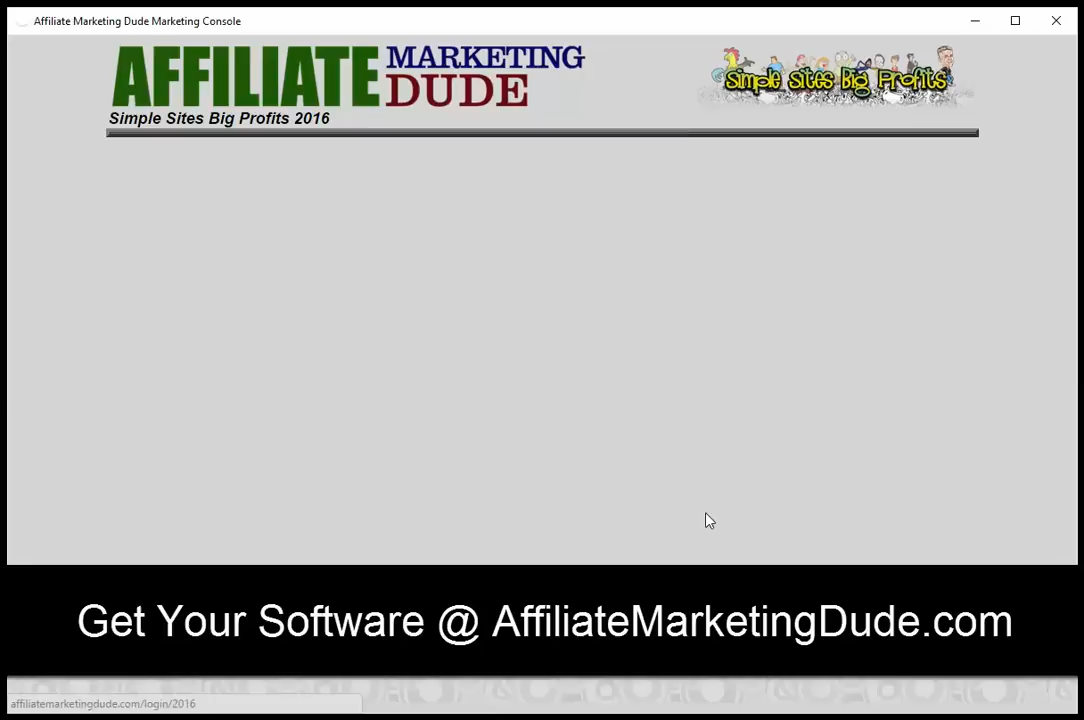 Affiliate Marketing Dude Marketing Console
AFFILIATE MARKETING DUDE
Simple Sites Big Profits
Simple Sites Big Profits 2016
Get Your Software @ AffiliateMarketingDude.com
affiliatemarketingdude.com/login/2016